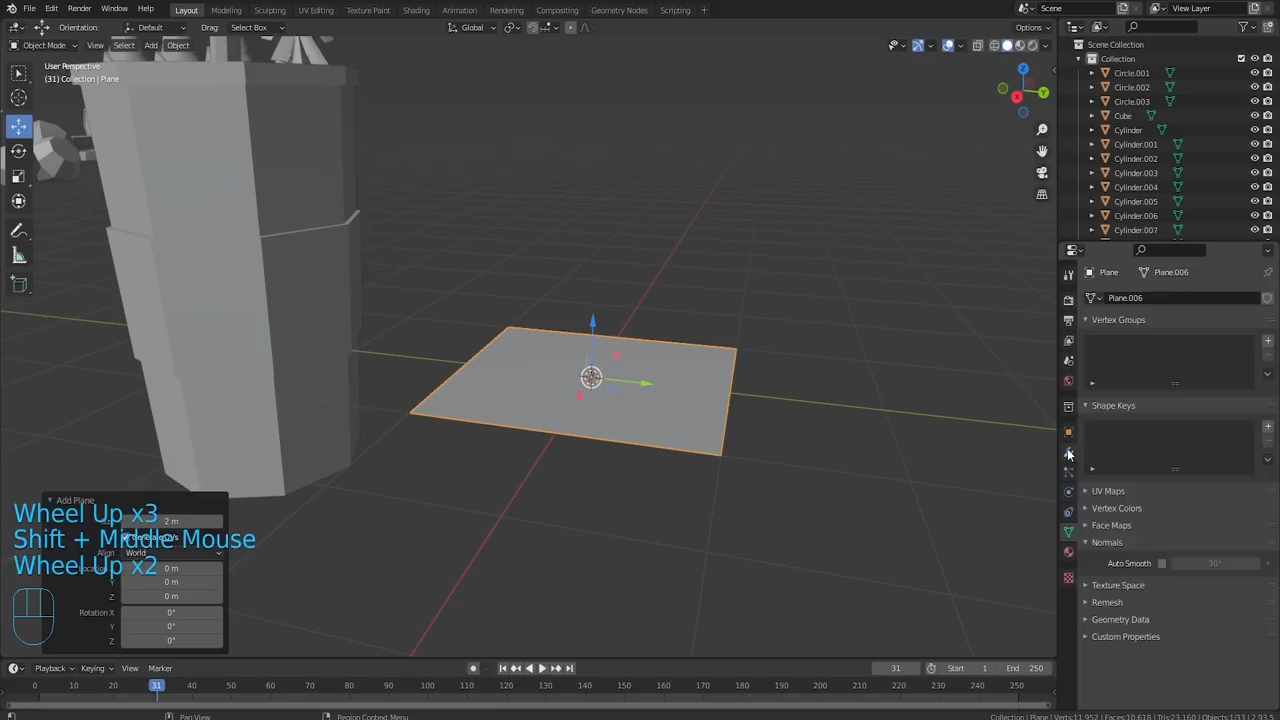 File Edit Render Window Help Layout Modeling Sculpting UV Editing Texture Paint Shading Animation Rendering Compositing Geometry Nodes Scripting + Scene View Layer
Orientation: Default Drag: Select Box Global Options
Object Mode View Select Add Object
User Perspective
(31) Collection | Plane
Scene Collection
Collection
Circle.001
Circle.002
Circle.003
Cube
Cylinder
Cylinder.001
Cylinder.002
Cylinder.003
Cylinder.004
Cylinder.005
Cylinder.006
Cylinder.007
Plane Plane.006
Plane.006
Vertex Groups
Shape Keys
UV Maps
Vertex Colors
Face Maps
Normals
Auto Smooth 30°
Texture Space
Remesh
Geometry Data
Custom Properties
X
Y
Z
Add Plane
2 m
Wheel Up x3
Shift + Middle Mouse
Align World
Wheel Up x2
0 m
Y 0 m
Z 0 m
Rotation X 0°
Y 0°
Z 0°
Playback Keying View Marker 31 Start 1 End 250
0 10 20 31 40 50 60 70 80 90 100 110 120 130 140 150 160 170 180 190 200 210 220 230 240 250
Pan View Region Context Menu Collection | Plane